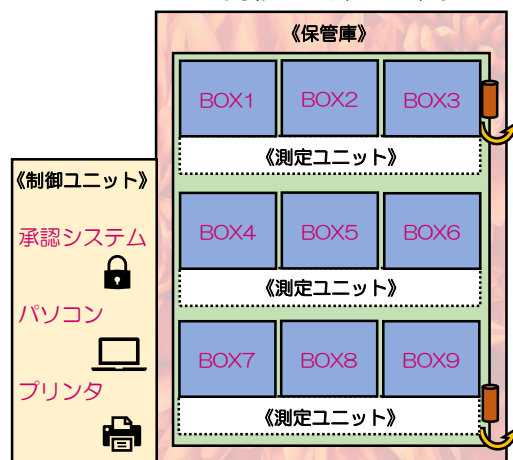 《保管庫》
BOX1 BOX2 BOX3
《測定ユニット》
《制御ユニット》
承認システム
パソコン
プリンタ
BOX4 BOX5 BOX6
《測定ユニット》
BOX7 BOX8 BOX9
《測定ユニット》